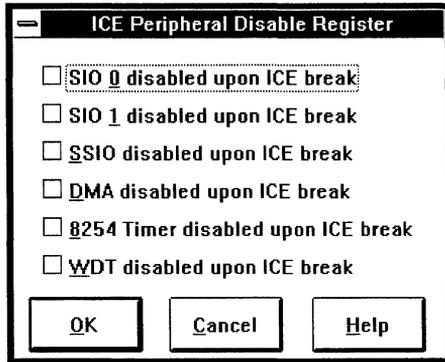 ICE Peripheral Disable Register
SIO 0 disabled upon ICE break
SIO 1 disabled upon ICE break
SSIO disabled upon ICE break
DMA disabled upon ICE break
8254 Timer disabled upon ICE break
WDT disabled upon ICE break
OK Cancel Help